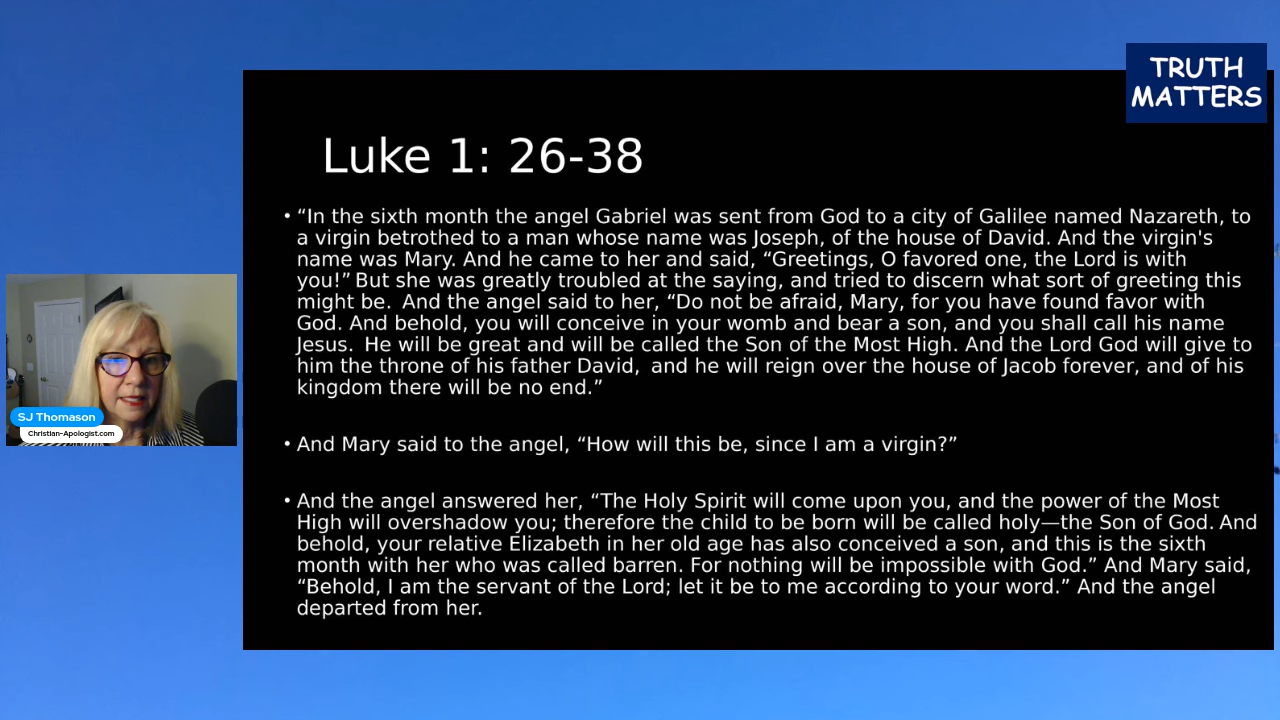 TRUTH
MATTERS
Luke 1: 26-38
• “In the sixth month the angel Gabriel was sent from God to a city of Galilee named Nazareth, to
a virgin betrothed to a man whose name was Joseph, of the house of David. And the virgin's
name was Mary. And he came to her and said, “Greetings, O favored one, the Lord is with
you!” But she was greatly troubled at the saying, and tried to discern what sort of greeting this
might be.  And the angel said to her, “Do not be afraid, Mary, for you have found favor with
God. And behold, you will conceive in your womb and bear a son, and you shall call his name
Jesus.  He will be great and will be called the Son of the Most High. And the Lord God will give to
him the throne of his father David,  and he will reign over the house of Jacob forever, and of his
kingdom there will be no end.”
• And Mary said to the angel, “How will this be, since I am a virgin?”
• And the angel answered her, “The Holy Spirit will come upon you, and the power of the Most
High will overshadow you; therefore the child to be born will be called holy—the Son of God. And
behold, your relative Elizabeth in her old age has also conceived a son, and this is the sixth
month with her who was called barren. For nothing will be impossible with God.” And Mary said,
“Behold, I am the servant of the Lord; let it be to me according to your word.” And the angel
departed from her.
SJ Thomason
Christian-Apologist.com